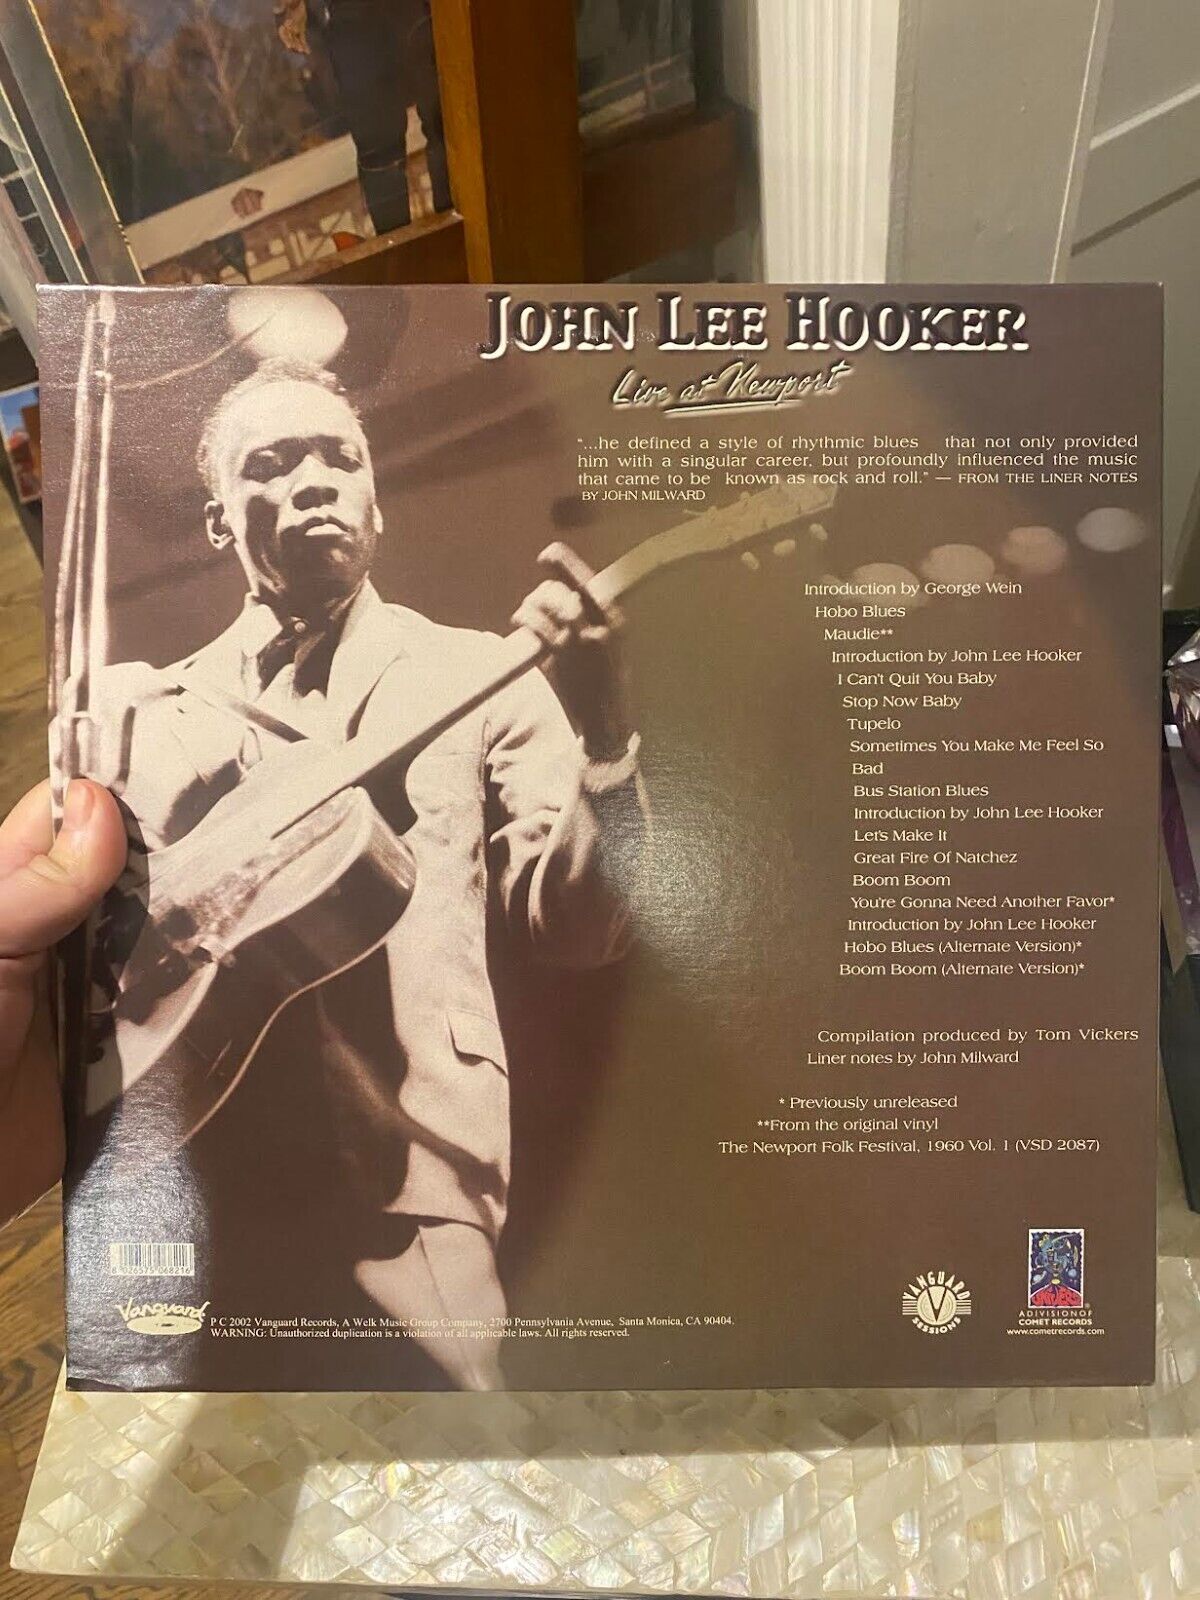 JOHN LEE HOOKER
Live at Newport
"...he defined a style of rhythmic blues that not only provided
him with a singular career, but profoundly influenced the music
that came to be known as rock and roll." — FROM THE LINER NOTES
BY JOHN MILWARD
Introduction by George Wein
Hobo Blues
Maudie**
Introduction by John Lee Hooker
I Can't Quit You Baby
Stop Now Baby
Tupelo
Sometimes You Make Me Feel So
Bad
Bus Station Blues
Introduction by John Lee Hooker
Let's Make It
Great Fire Of Natchez
Boom Boom
You're Gonna Need Another Favor*
Introduction by John Lee Hooker
Hobo Blues (Alternate Version)*
Boom Boom (Alternate Version)*
Compilation produced by Tom Vickers
Liner notes by John Milward
* Previously unreleased
**From the original vinyl
The Newport Folk Festival, 1960 Vol. 1 (VSD 2087)
8 026575 068216
Vanguard
P C 2002 Vanguard Records, A Welk Music Group Company, 2700 Pennsylvania Avenue, Santa Monica, CA 90404.
WARNING: Unauthorized duplication is a violation of all applicable laws. All rights reserved.
VANGUARD
V
SESSIONS
A DIVISION OF
COMET RECORDS
www.cometrecords.com